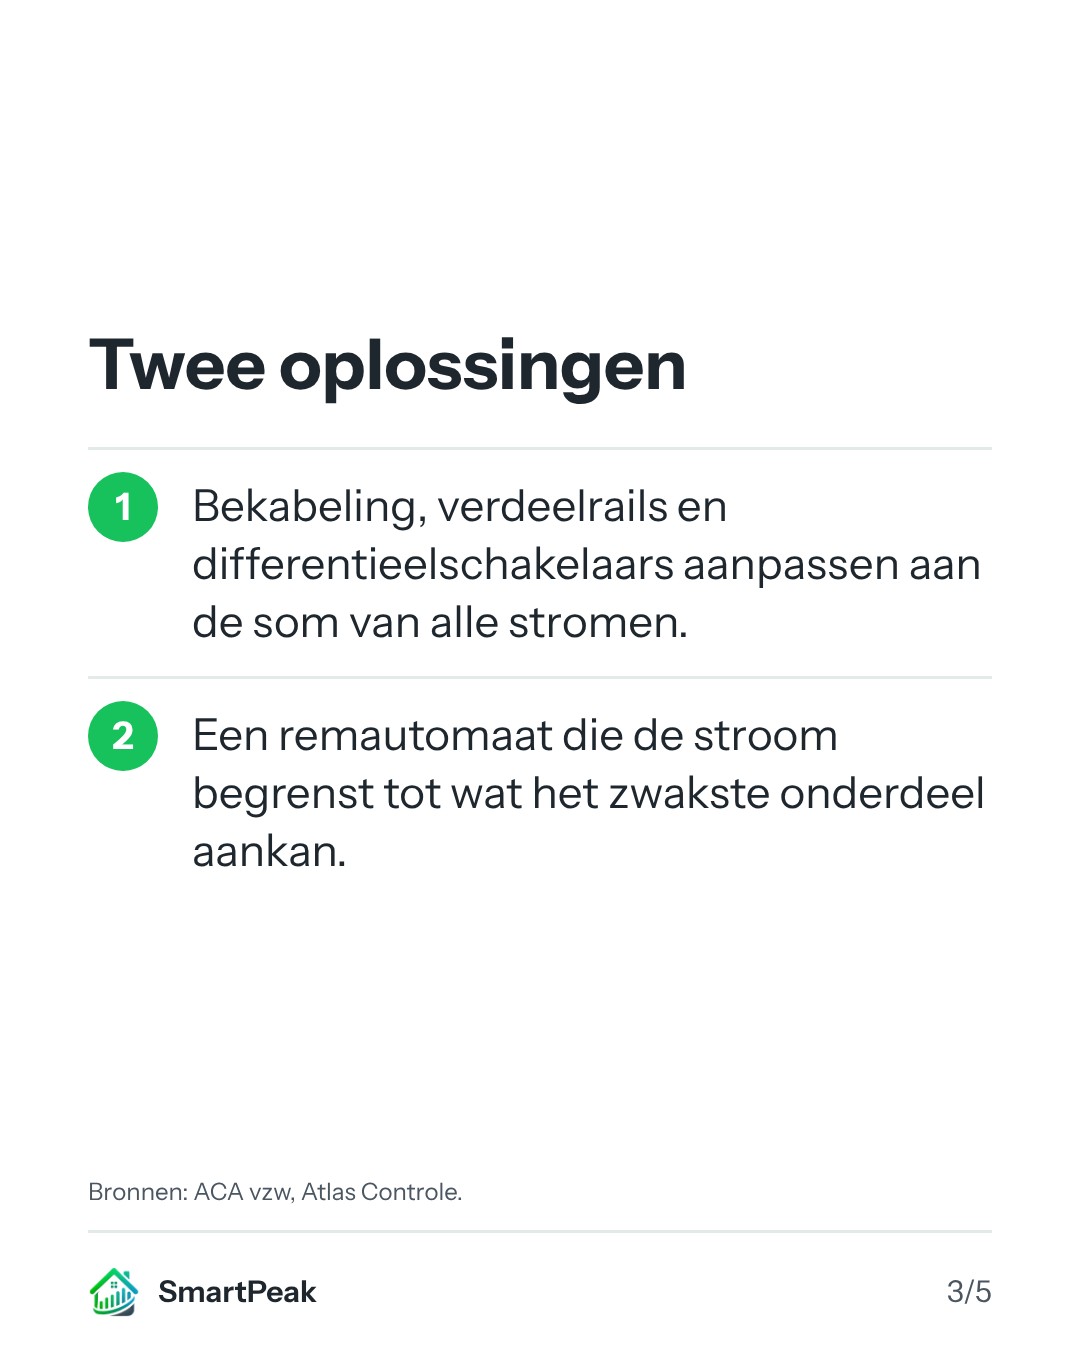 Twee oplossingen
1
Bekabeling, verdeelrails en
differentieelschakelaars aanpassen aan
de som van alle stromen.
2
Een remautomaat die de stroom
begrenst tot wat het zwakste onderdeel
aankan.
Bronnen: ACA vzw, Atlas Controle.
SmartPeak
3/5